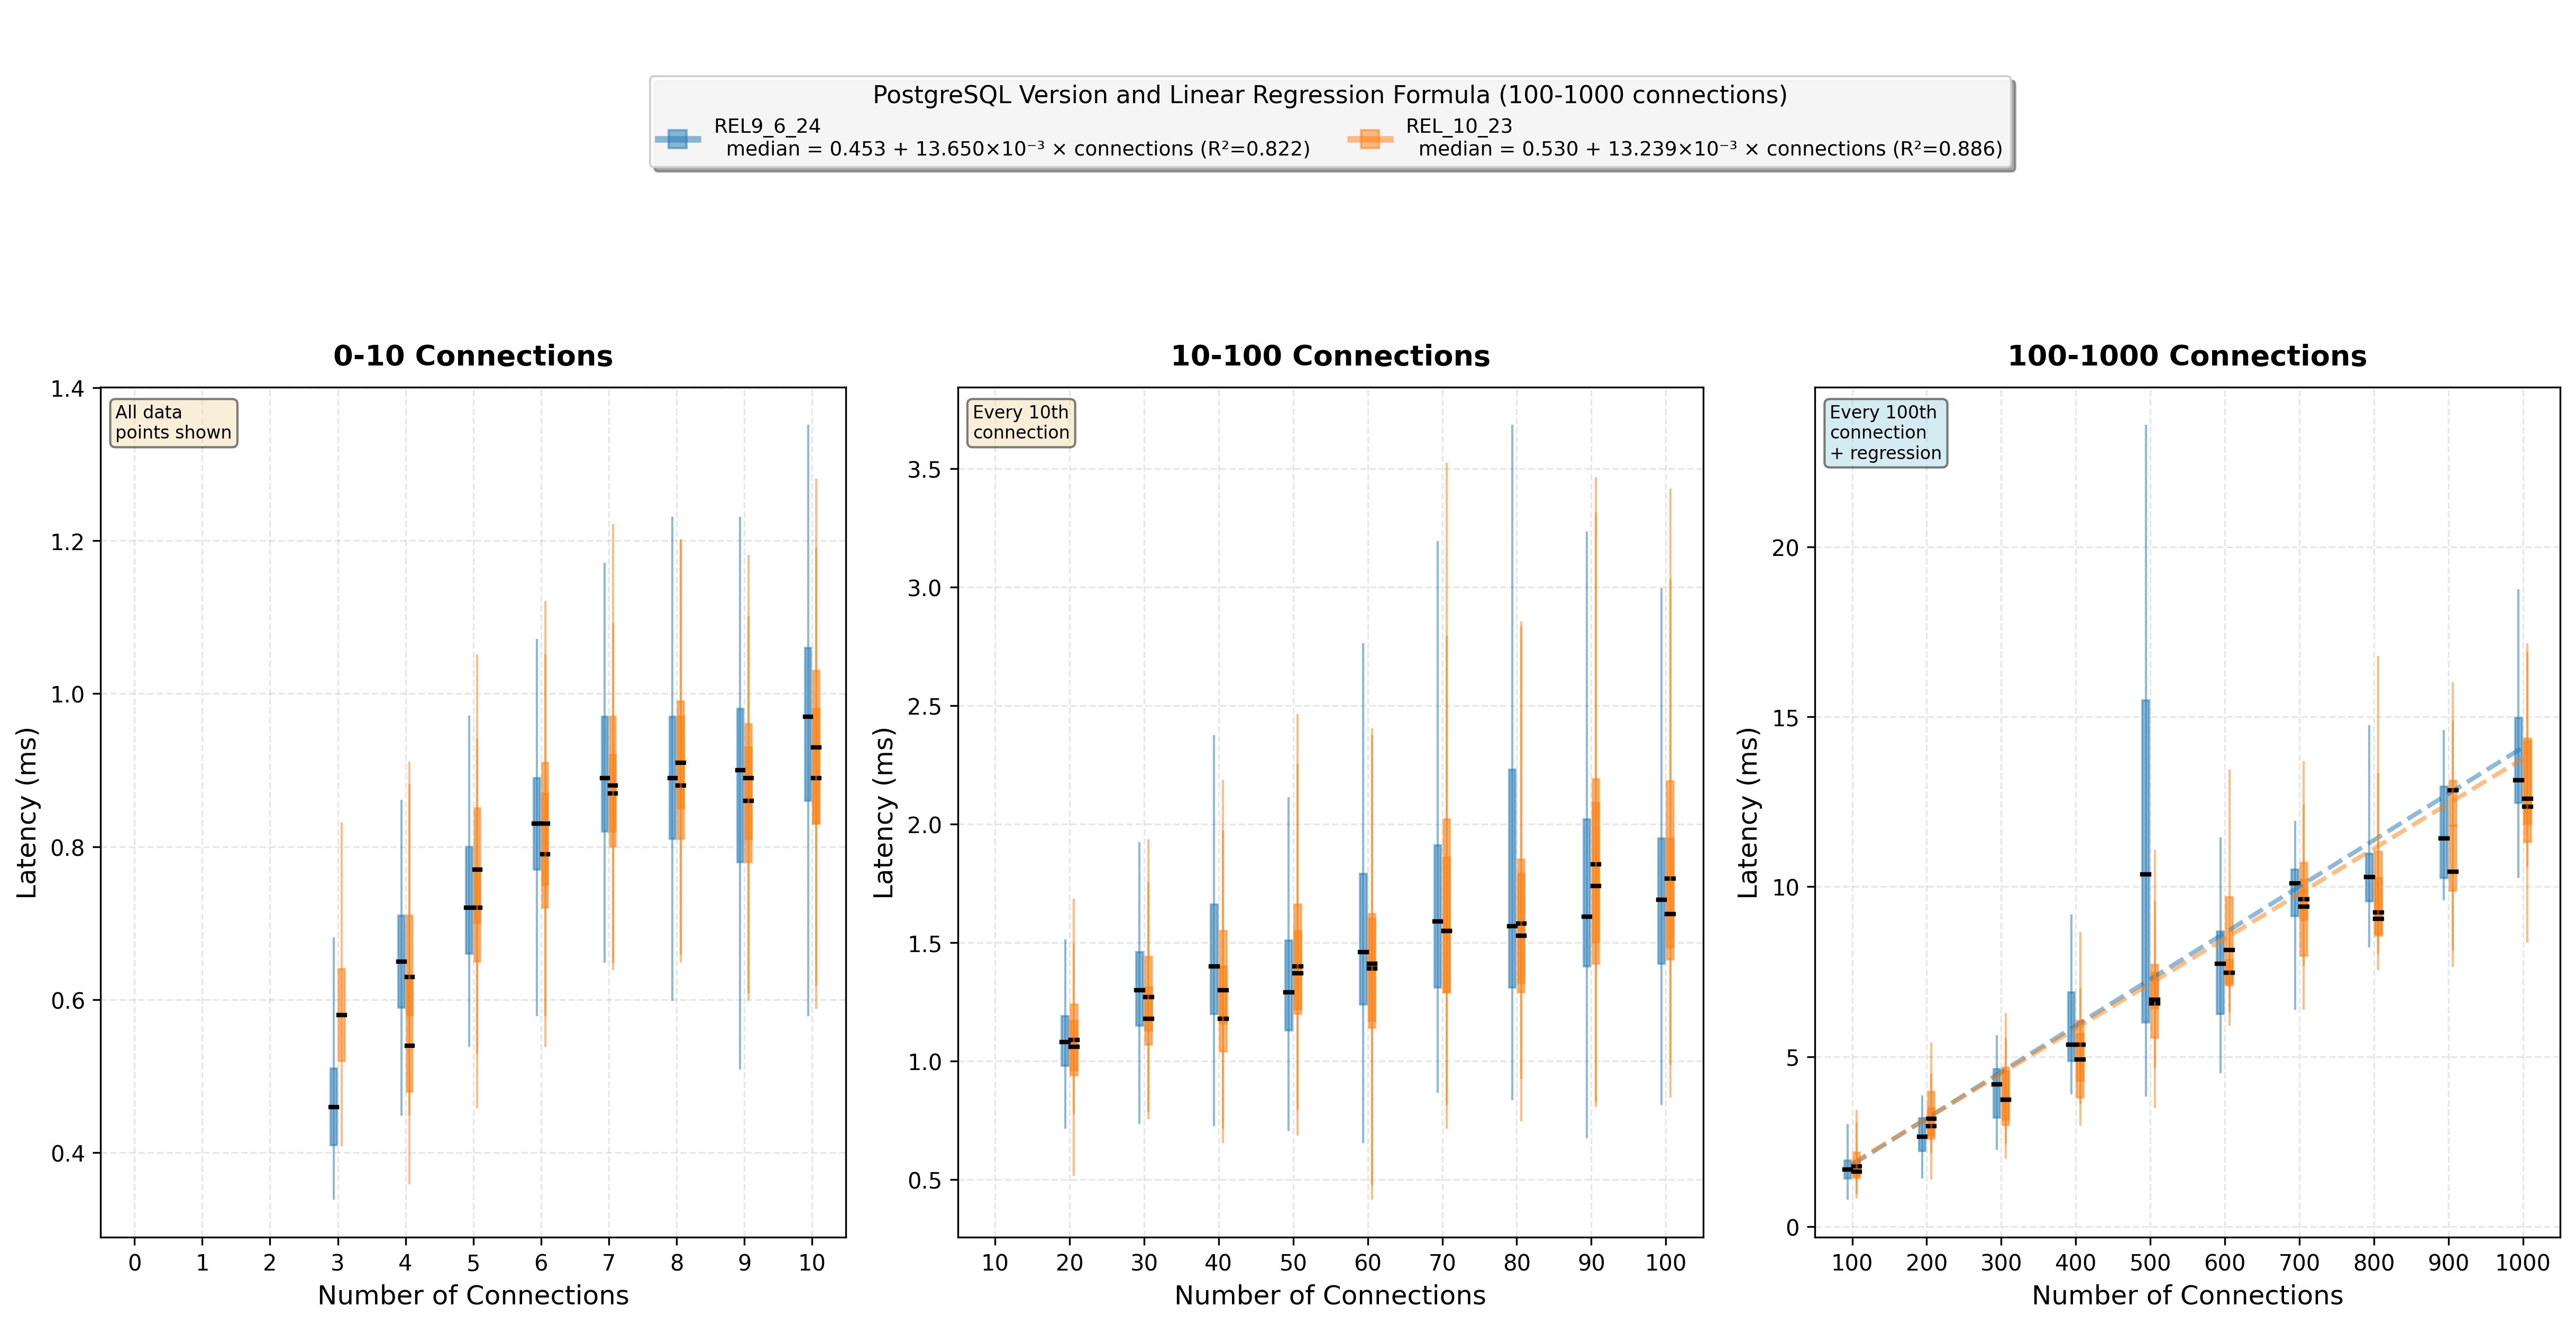 PostgreSQL Version and Linear Regression Formula (100-1000 connections)
REL9_6_24
median = 0.453 + 13.650×10⁻³ × connections (R²=0.822)
REL_10_23
median = 0.530 + 13.239×10⁻³ × connections (R²=0.886)
0-10 Connections
All data
points shown
1.4
1.2
1.0
0.8
0.6
0.4
Latency (ms)
0 1 2 3 4 5 6 7 8 9 10
Number of Connections
10-100 Connections
Every 10th
connection
3.5
3.0
2.5
2.0
1.5
1.0
0.5
Latency (ms)
10 20 30 40 50 60 70 80 90 100
Number of Connections
100-1000 Connections
Every 100th
connection
+ regression
20
15
10
5
0
Latency (ms)
100 200 300 400 500 600 700 800 900 1000
Number of Connections